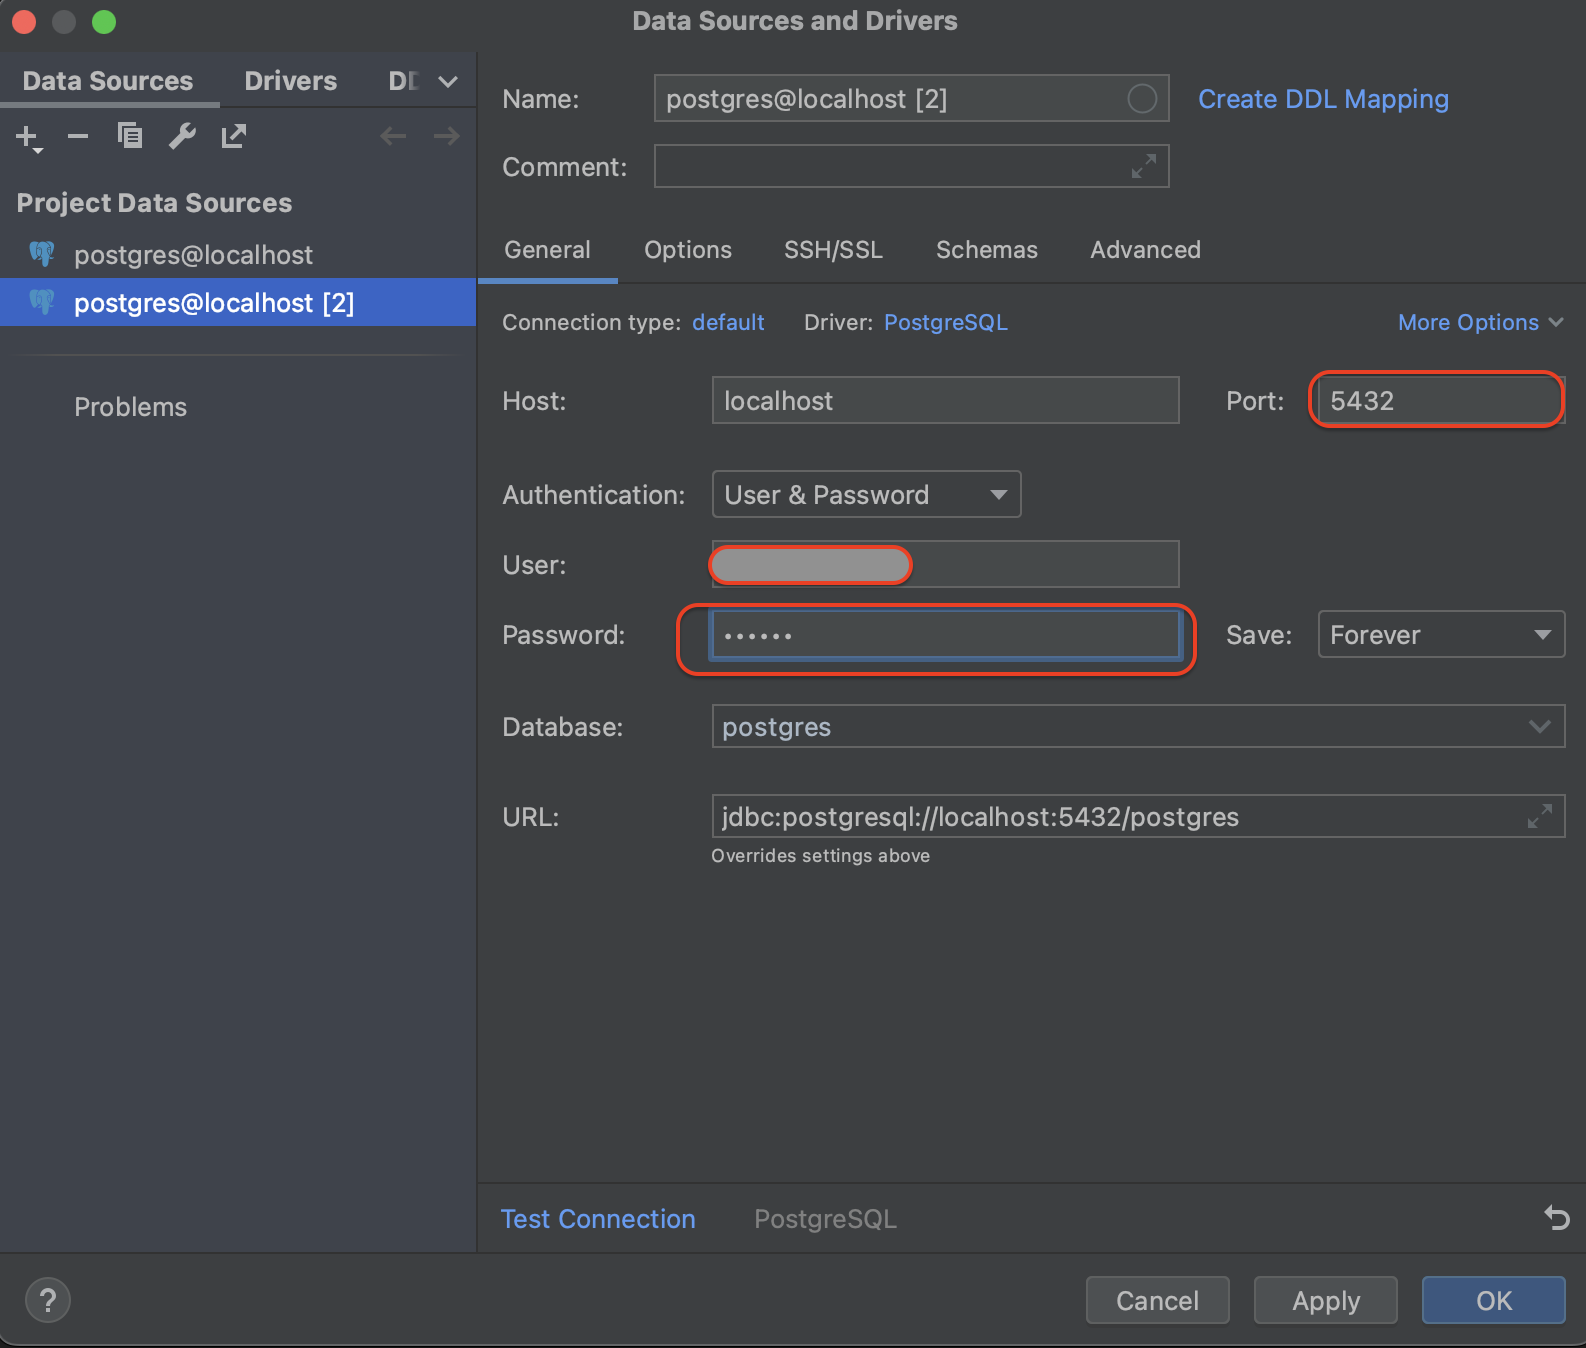 Data Sources and Drivers
Data Sources Drivers
Name: postgres@localhost [2] Create DDL Mapping
Comment:
Project Data Sources
postgres@localhost
postgres@localhost [2]
Problems
General Options SSH/SSL Schemas Advanced
Connection type: default Driver: PostgreSQL More Options
Host: localhost Port: 5432
Authentication: User & Password
User:
Password: •••••• Save: Forever
Database: postgres
URL: jdbc:postgresql://localhost:5432/postgres
Overrides settings above
Test Connection PostgreSQL
? Cancel Apply OK